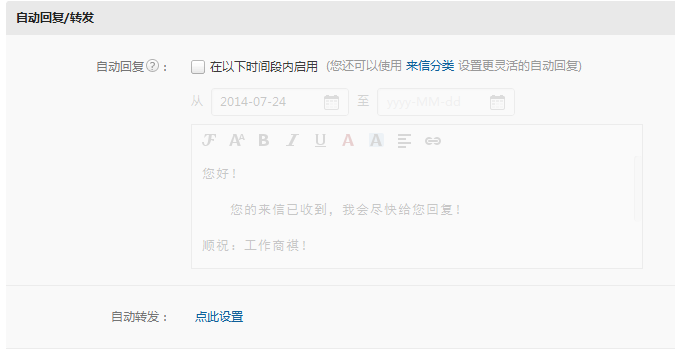 自动回复/转发
自动回复 ? ： 在以下时间段内启用 (您还可以使用 来信分类 设置更灵活的自动回复)
从 2014-07-24 至 yyyy-MM-dd
F AA B I U A A
您好！
您的来信已收到，我会尽快给您回复！
顺祝：工作商祺！
自动转发： 点此设置